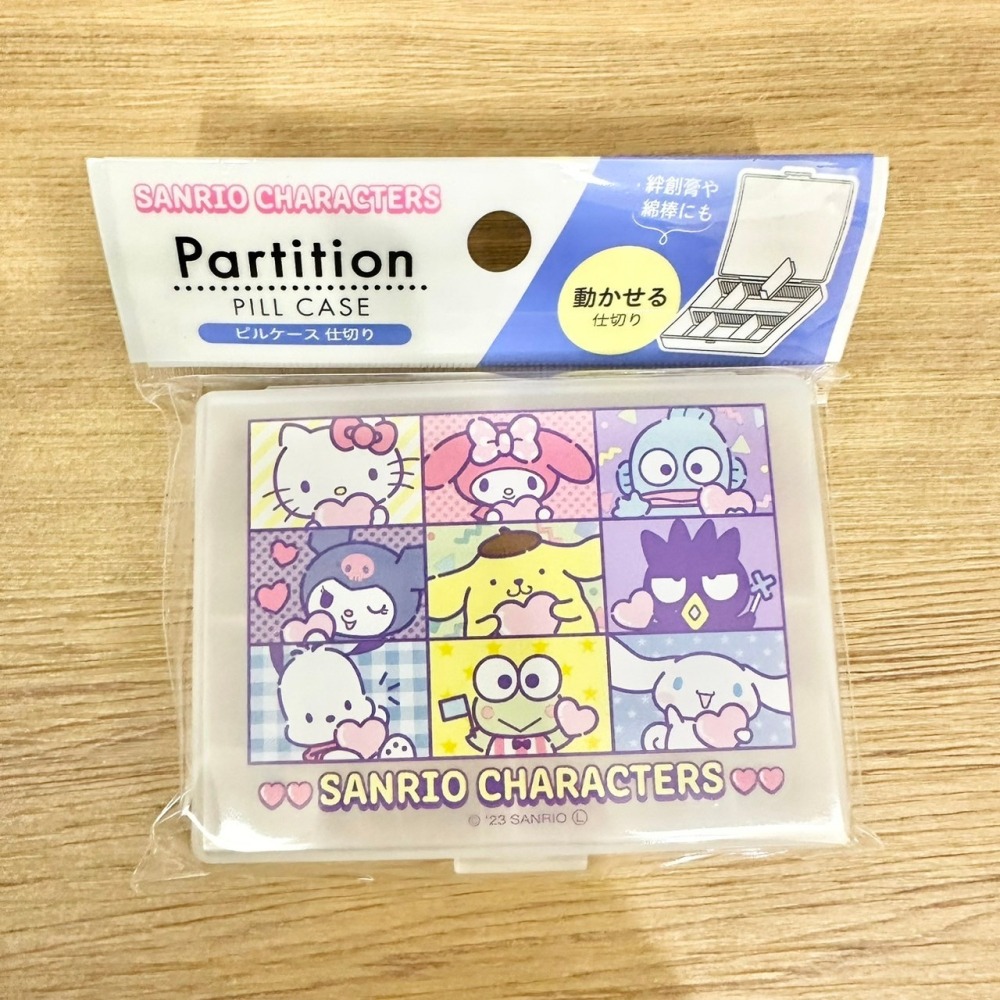 SANRIO CHARACTERS
Partition
PILL CASE
ピルケース 仕切り
絆創膏や
綿棒にも
動かせる
仕切り
SANRIO CHARACTERS
© '23 SANRIO Ⓛ